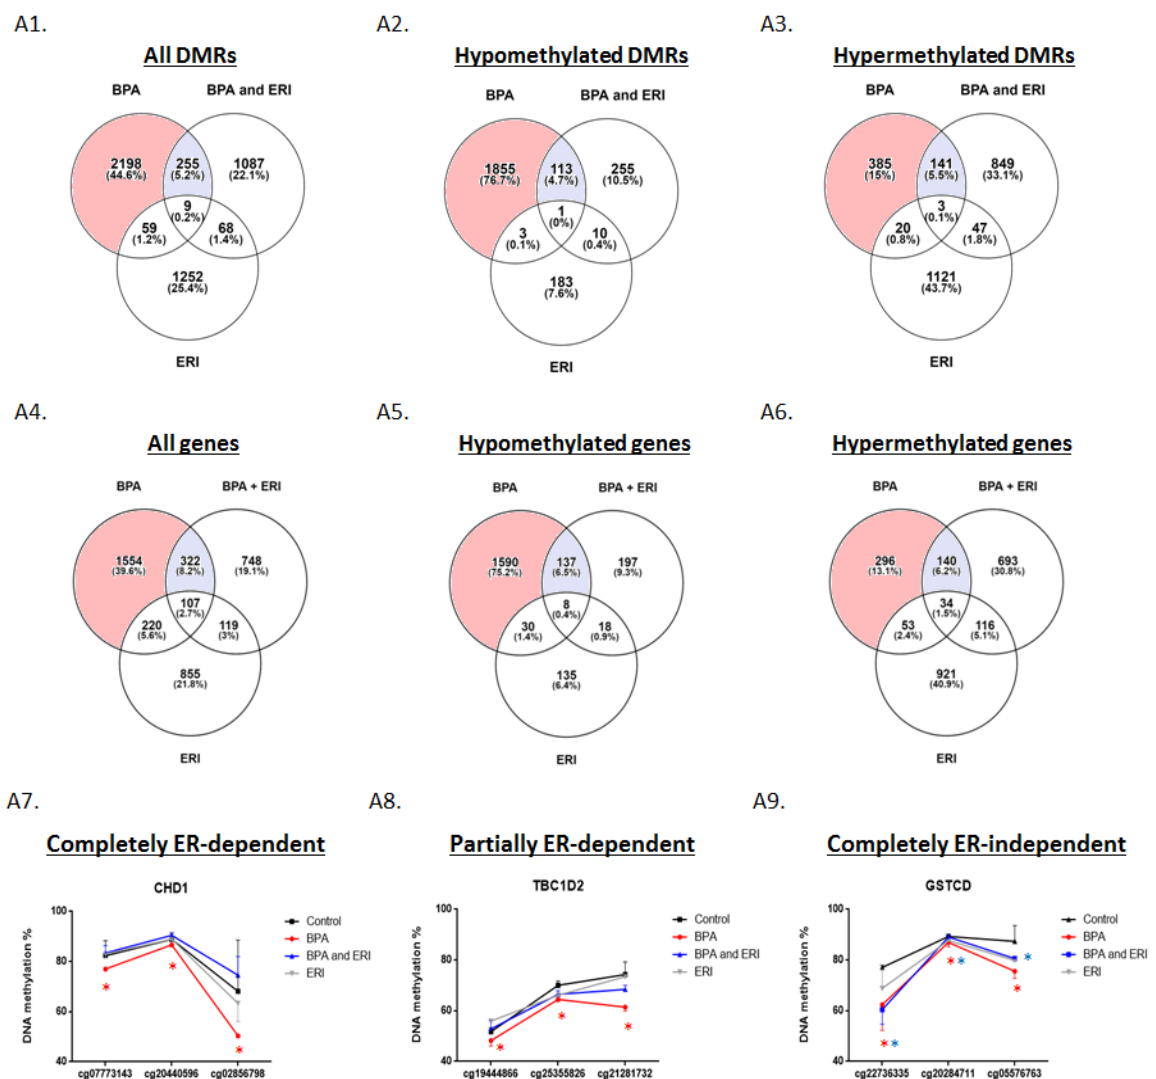 A1.
A2.
A3.
All DMRs
Hypomethylated DMRs
Hypermethylated DMRs
BPA
BPA and ERI
BPA
BPA and ERI
BPA
BPA and ERI
2198
(44.6%)
255
(5.2%)
1087
(22.1%)
9
(0.2%)
59
(1.2%)
68
(1.4%)
1252
(25.4%)
ERI
1855
(76.7%)
113
(4.7%)
255
(10.5%)
1
(0%)
3
(0.1%)
10
(0.4%)
183
(7.6%)
ERI
385
(15%)
141
(5.5%)
849
(33.1%)
3
(0.1%)
20
(0.8%)
47
(1.8%)
1121
(43.7%)
ERI
A4.
A5.
A6.
All genes
Hypomethylated genes
Hypermethylated genes
BPA
BPA + ERI
BPA
BPA + ERI
BPA
BPA + ERI
1554
(39.6%)
322
(8.2%)
748
(19.1%)
107
(2.7%)
220
(5.6%)
119
(3%)
855
(21.8%)
ERI
1590
(75.2%)
137
(6.5%)
197
(9.3%)
8
(0.4%)
30
(1.4%)
18
(0.9%)
135
(6.4%)
ERI
296
(13.1%)
140
(6.2%)
693
(30.8%)
34
(1.5%)
53
(2.4%)
116
(5.1%)
921
(40.9%)
ERI
A7.
A8.
A9.
Completely ER-dependent
Partially ER-dependent
Completely ER-independent
CHD1
DNA methylation %
100
80
60
40
cg07773143 cg20440596 cg02856798
Control
BPA
BPA and ERI
ERI
* * *
TBC1D2
DNA methylation %
100
80
60
40
cg19444866 cg25355826 cg21281732
Control
BPA
BPA and ERI
ERI
* * *
GSTCD
DNA methylation %
100
80
60
40
cg22736335 cg20284711 cg05576763
Control
BPA
BPA and ERI
ERI
* * * * * *